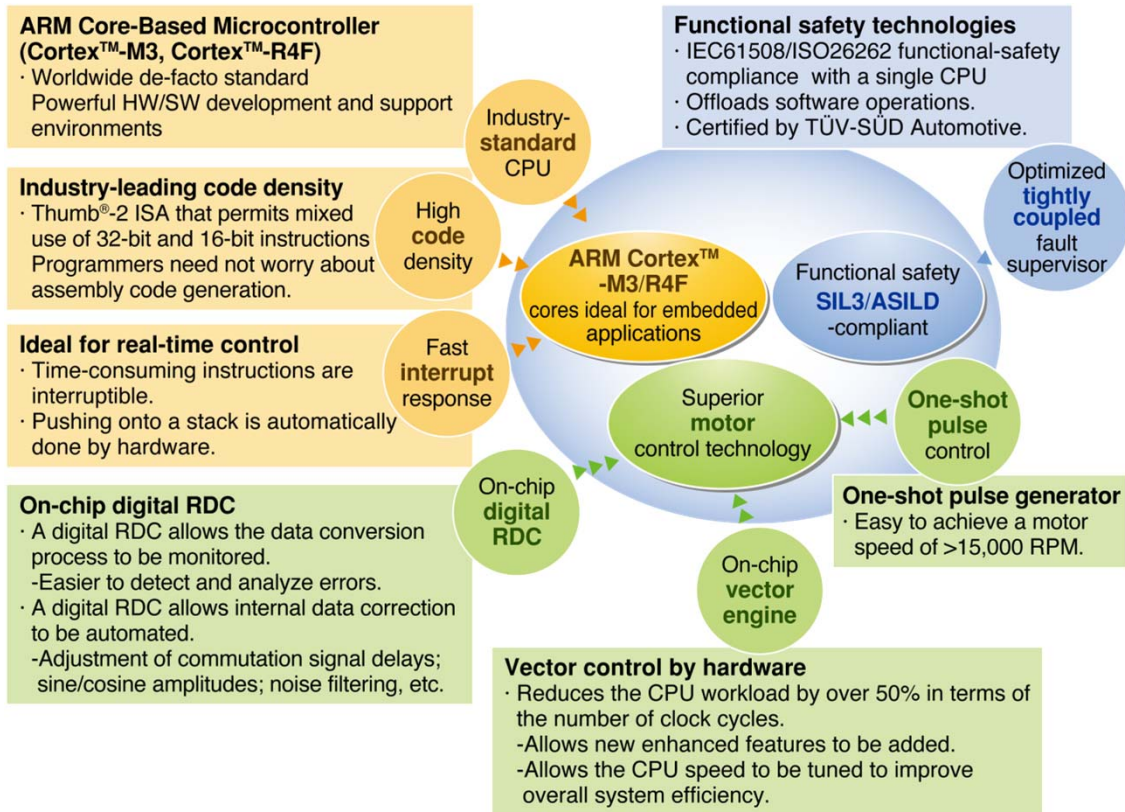 ARM Core-Based Microcontroller
(Cortex™-M3, Cortex™-R4F)
· Worldwide de-facto standard
Powerful HW/SW development and support
environments
Industry-
standard
CPU
Functional safety technologies
· IEC61508/ISO26262 functional-safety
compliance with a single CPU
· Offloads software operations.
· Certified by TÜV-SÜD Automotive.
Optimized
tightly
coupled
fault
supervisor
Industry-leading code density
· Thumb®-2 ISA that permits mixed
use of 32-bit and 16-bit instructions
Programmers need not worry about
assembly code generation.
High
code
density
ARM Cortex™
-M3/R4F
cores ideal for embedded
applications
Functional safety
SIL3/ASILD
-compliant
Ideal for real-time control
· Time-consuming instructions are
interruptible.
· Pushing onto a stack is automatically
done by hardware.
Fast
interrupt
response
Superior
motor
control technology
One-shot
pulse
control
One-shot pulse generator
· Easy to achieve a motor
speed of >15,000 RPM.
On-chip digital RDC
· A digital RDC allows the data conversion
process to be monitored.
-Easier to detect and analyze errors.
· A digital RDC allows internal data correction
to be automated.
-Adjustment of commutation signal delays;
sine/cosine amplitudes; noise filtering, etc.
On-chip
digital
RDC
On-chip
vector
engine
Vector control by hardware
· Reduces the CPU workload by over 50% in terms of
the number of clock cycles.
-Allows new enhanced features to be added.
-Allows the CPU speed to be tuned to improve
overall system efficiency.